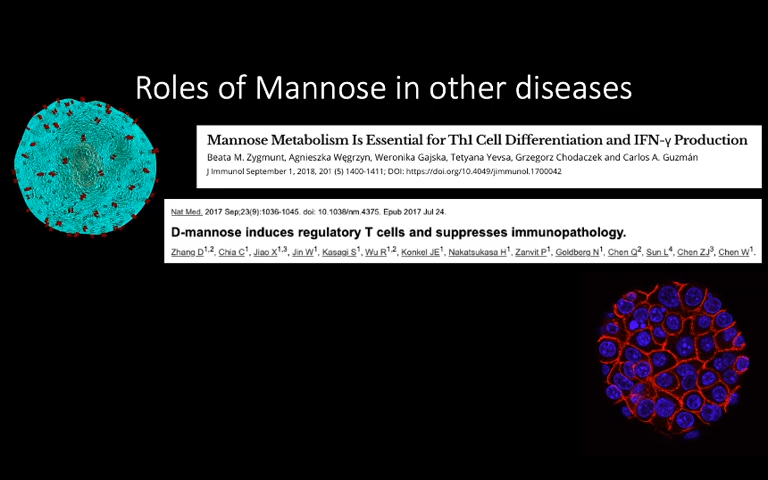 Roles of Mannose in other diseases
Mannose Metabolism Is Essential for Th1 Cell Differentiation and IFN-γ Production
Beata M. Zygmunt, Agnieszka Węgrzyn, Weronika Gajska, Tetyana Yevsa, Grzegorz Chodaczek and Carlos A. Guzmán
J Immunol September 1, 2018, 201 (5) 1400-1411; DOI: https://doi.org/10.4049/jimmunol.1700042
Nat Med. 2017 Sep;23(9):1036-1045. doi: 10.1038/nm.4375. Epub 2017 Jul 24.
D-mannose induces regulatory T cells and suppresses immunopathology.
Zhang D1,2, Chia C1, Jiao X1,3, Jin W1, Kasagi S1, Wu R1,2, Konkel JE1, Nakatsukasa H1, Zanvit P1, Goldberg N1, Chen Q2, Sun L4, Chen ZJ3, Chen W1.